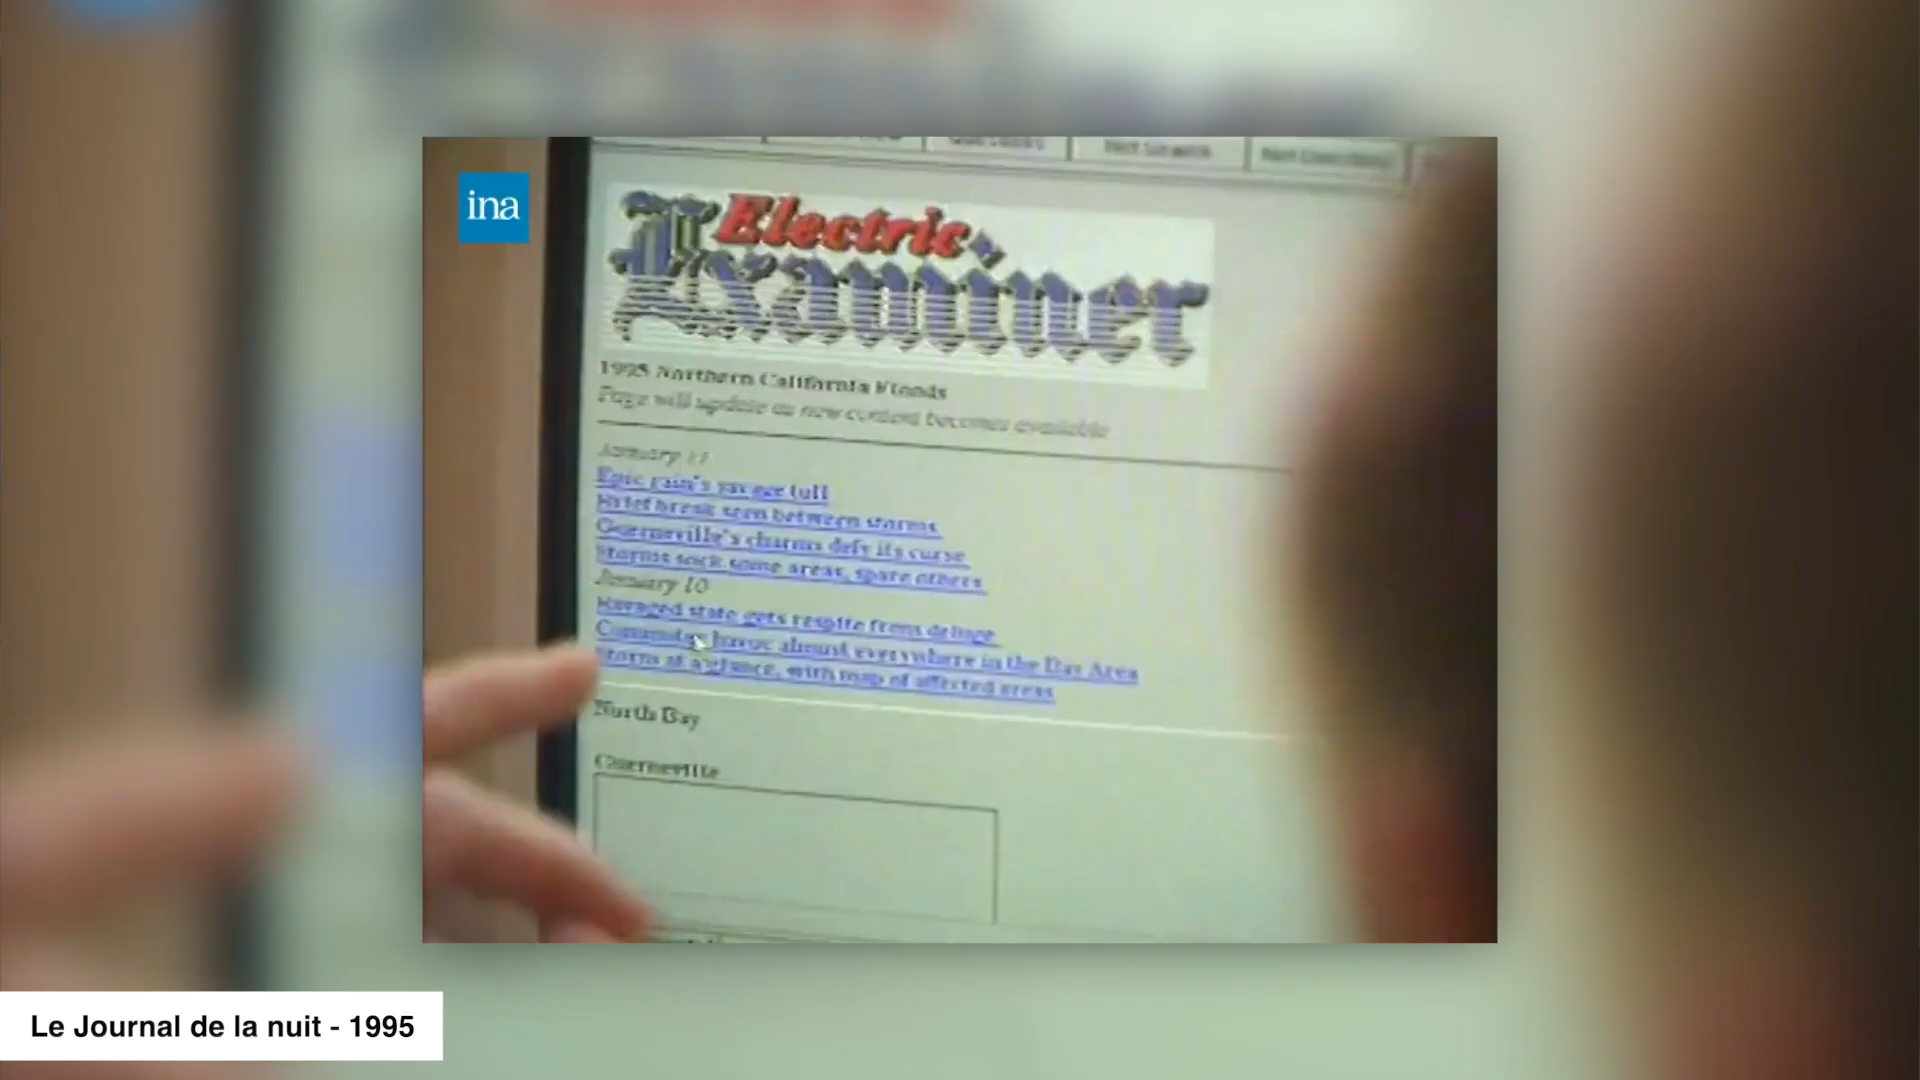 ina
Electric
Examiner
1995 Northern California Floods
Page will update as new content becomes available
January 11
Epic rain's savage toll
Brief break seen between storms
Guerneville's charms defy its curse
Storms sock some areas, spare others
January 10
Ravaged state gets respite from deluge
Commuter havoc almost everywhere in the Bay Area
Storm at a glance, with map of affected areas
North Bay
Guerneville
Le Journal de la nuit - 1995